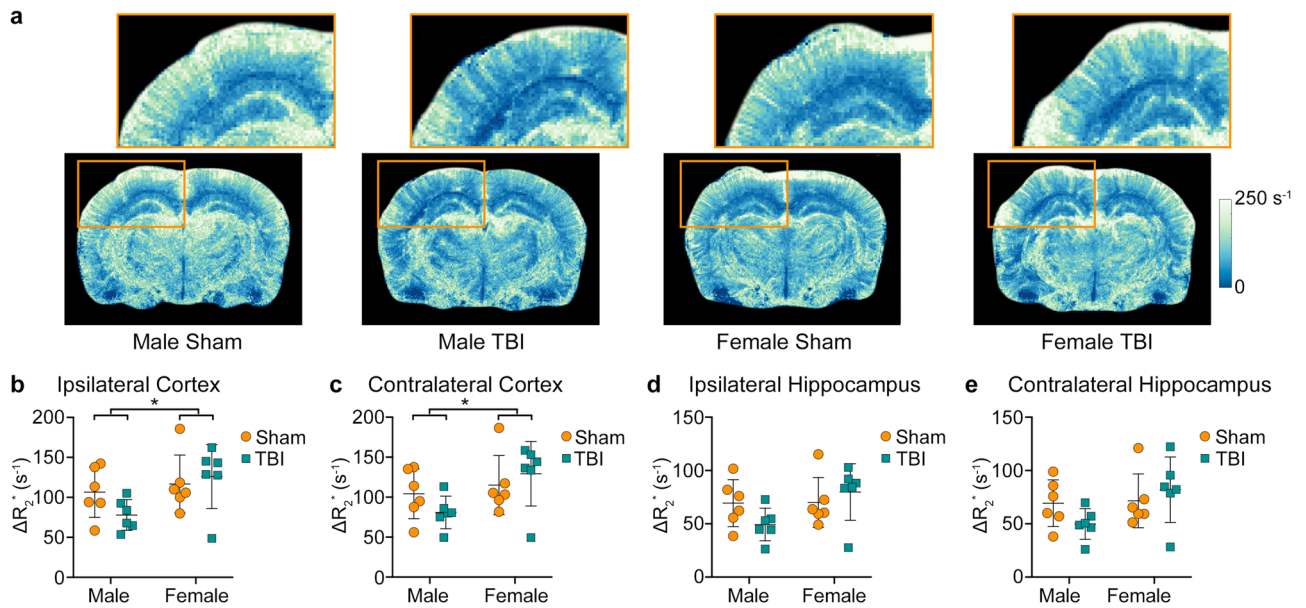 a
250 s⁻¹
0
Male Sham
Male TBI
Female Sham
Female TBI
b Ipsilateral Cortex
*
ΔR₂* (s⁻¹)
200
150
100
50
0
Male Female
Sham
TBI
c Contralateral Cortex
*
ΔR₂* (s⁻¹)
200
150
100
50
0
Male Female
Sham
TBI
d Ipsilateral Hippocampus
ΔR₂* (s⁻¹)
150
100
50
0
Male Female
Sham
TBI
e Contralateral Hippocampus
ΔR₂* (s⁻¹)
150
100
50
0
Male Female
Sham
TBI